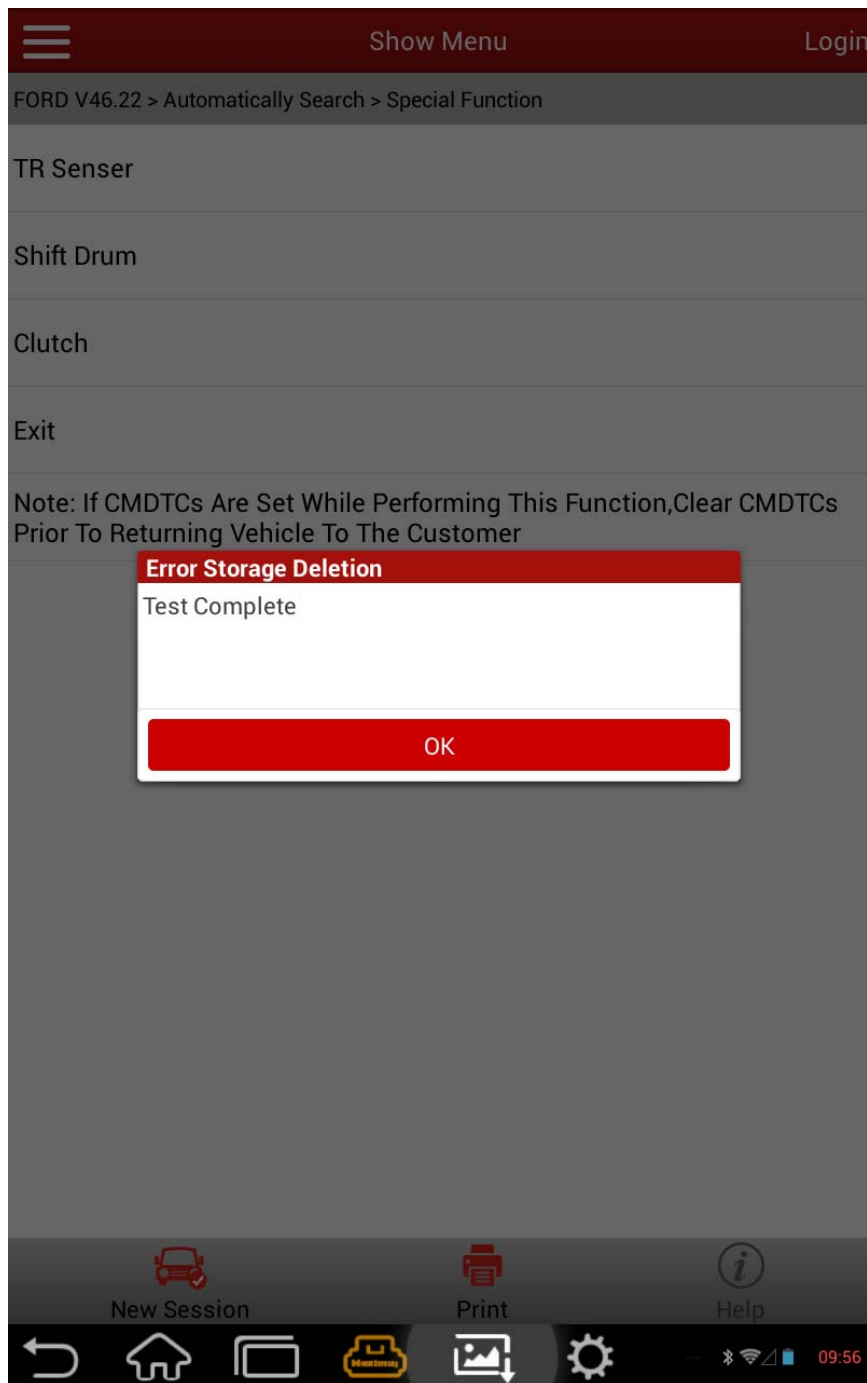 Show Menu
Login
FORD V46.22 > Automatically Search > Special Function
TR Senser
Shift Drum
Clutch
Exit
Note: If CMDTCs Are Set While Performing This Function,Clear CMDTCs
Prior To Returning Vehicle To The Customer
Error Storage Deletion
Test Complete
OK
New Session
Print
Help
09:56